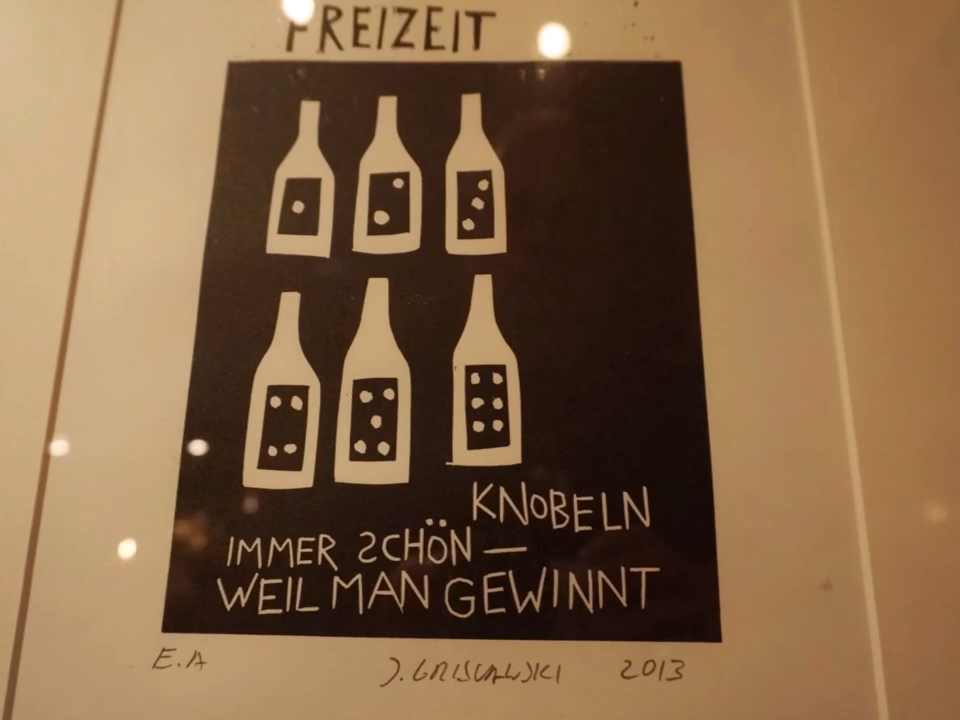 FREIZEIT
KNOBELN
IMMER SCHÖN —
WEIL MAN GEWINNT
E.A
2013